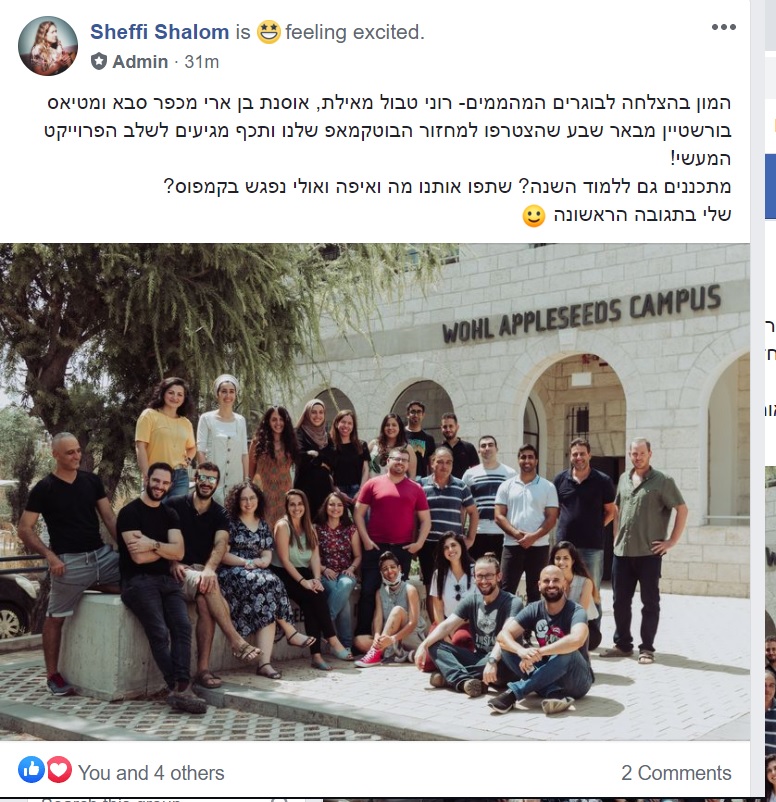 Sheffi Shalom is 😆 feeling excited.
Admin · 31m
המון בהצלחה לבוגרים המהממים- רוני טבול מאילת, אוסנת בן ארי מכפר סבא ומטיאס
בורשטיין מבאר שבע שהצטרפו למחזור הבוטקמאפ שלנו ותכף מגיעים לשלב הפרוייקט
המעשי!
מתכננים גם ללמוד השנה? שתפו אותנו מה ואיפה ואולי נפגש בקמפוס?
שלי בתגובה הראשונה 🙂
WOHL APPLESEEDS CAMPUS
You and 4 others
2 Comments